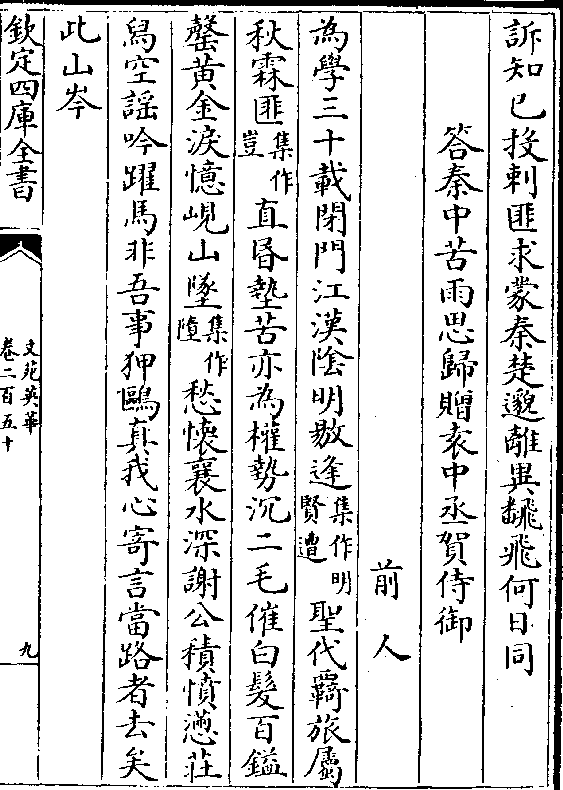 訴知已投刺匪求蒙秦楚邈離異飜飛何日同
答秦中苦雨思歸贈袁中丞賀侍御
前人
為學三十載閉門江漢陰明敭逢集作明賢遭聖代羇旅屬
秋霖匪集作豈直昬墊苦亦為權勢沉二毛催白髮百鎰
罄黄金淚憶峴山墜集作墮愁懷襄水深謝公積憤懣莊
舄空謡吟躍馬非吾事狎鷗真我心寄言當路者去矣
此山岑
欽定四庫全書
文苑英華
卷二百五十
九